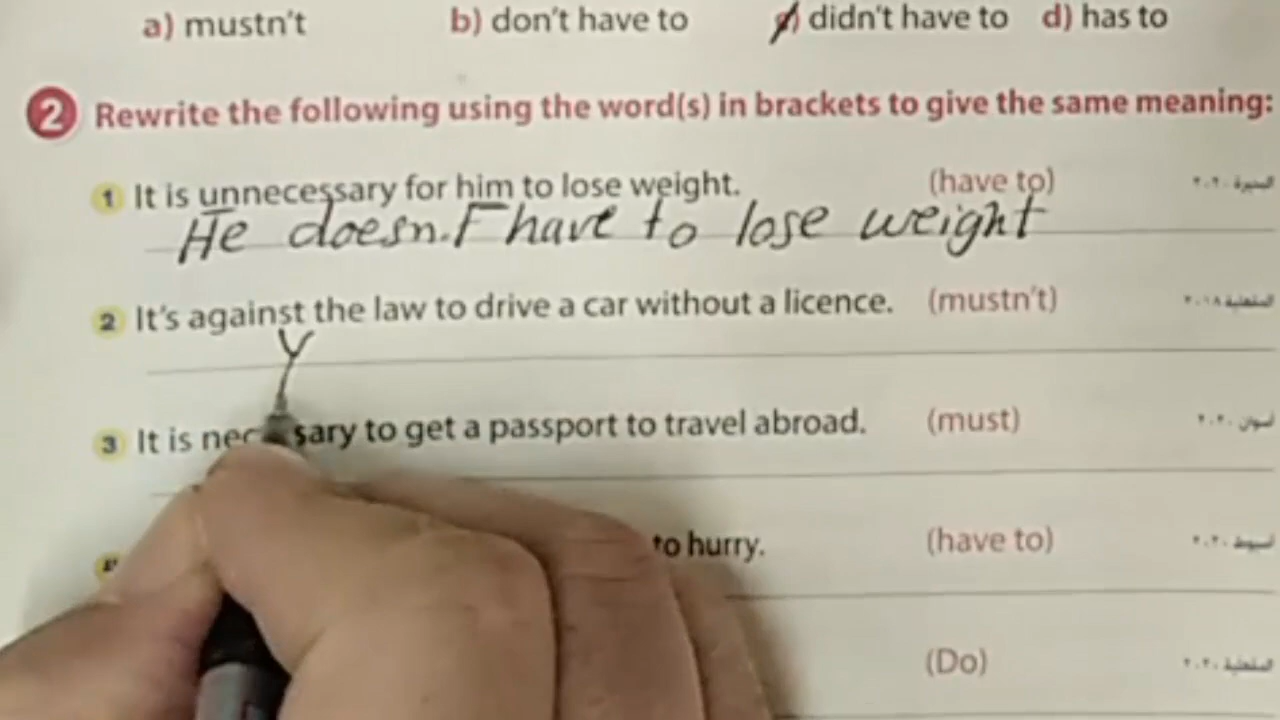 a) mustn't b) don't have to c) didn't have to d) has to
2 Rewrite the following using the word(s) in brackets to give the same meaning:
1 It is unnecessary for him to lose weight. (have to)
He doesn't have to lose weight
2 It's against the law to drive a car without a licence. (mustn't)
Y
3 It is sary to get a passport to travel abroad. (must)
to hurry. (have to)
(Do)